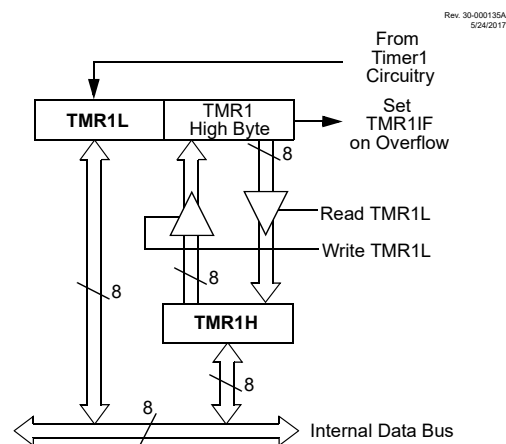 Rev. 30-000135A
5/24/2017
From
Timer1
Circuitry
TMR1L
TMR1
High Byte
Set
TMR1IF
on Overflow
8
Read TMR1L
Write TMR1L
8
8
TMR1H
8
8
Internal Data Bus